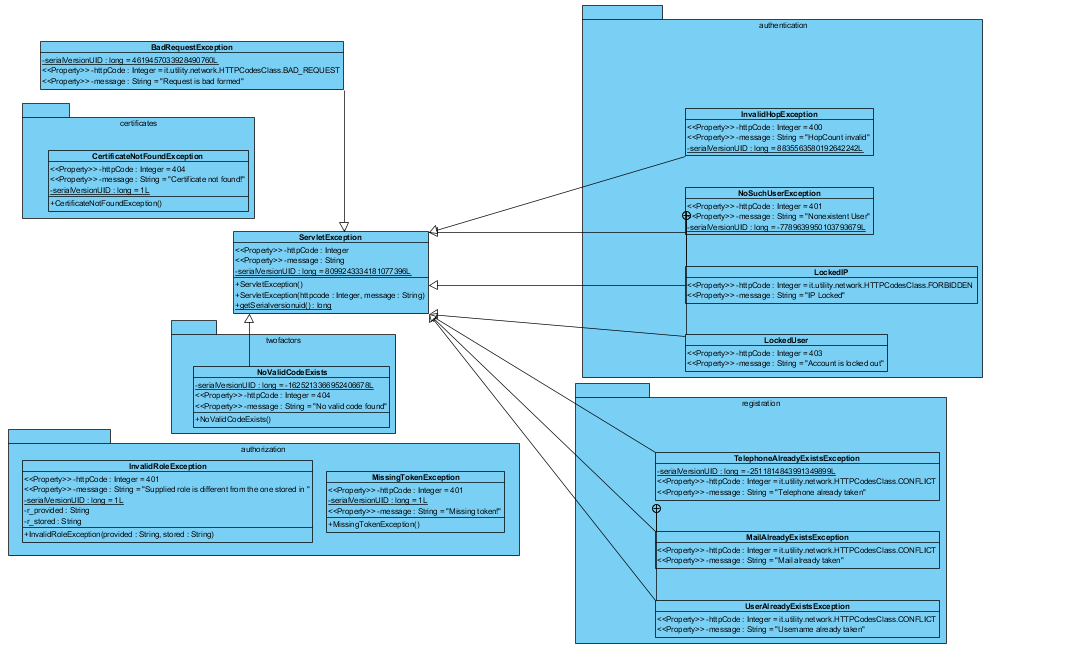 BadRequestException
-serialVersionUID : long = 4619457033928490760L
<<Property>> -httpCode : Integer = it.utility.network.HTTPCodesClass.BAD_REQUEST
<<Property>> -message : String = "Request is bad formed"
certificates
CertificateNotFoundException
<<Property>> -httpCode : Integer = 404
<<Property>> -message : String = "Certificate not found!"
-serialVersionUID : long = 1L
+CertificateNotFoundException()
ServletException
<<Property>> -httpCode : Integer
<<Property>> -message : String
-serialVersionUID : long = 8099243334181077396L
+ServletException()
+ServletException(httpcode : Integer, message : String)
+getSerialversionuid() : long
twofactors
NoValidCodeExists
-serialVersionUID : long = -1625213366952406678L
<<Property>> -httpCode : Integer = 404
<<Property>> -message : String = "No valid code found"
+NoValidCodeExists()
authorization
InvalidRoleException
<<Property>> -httpCode : Integer = 401
<<Property>> -message : String = "Supplied role is different from the one stored in "
-serialVersionUID : long = 1L
-r_provided : String
-r_stored : String
+InvalidRoleException(provided : String, stored : String)
MissingTokenException
<<Property>> -httpCode : Integer = 401
-serialVersionUID : long = 1L
<<Property>> -message : String = "Missing token!"
+MissingTokenException()
authentication
InvalidHopException
<<Property>> -httpCode : Integer = 400
<<Property>> -message : String = "HopCount invalid"
-serialVersionUID : long = 8835563580192642242L
NoSuchUserException
<<Property>> -httpCode : Integer = 401
<<Property>> -message : String = "Nonexistent User"
-serialVersionUID : long = -7789639950103793679L
LockedIP
<<Property>> -httpCode : Integer = it.utility.network.HTTPCodesClass.FORBIDDEN
<<Property>> -message : String = "IP Locked"
LockedUser
<<Property>> -httpCode : Integer = 403
<<Property>> -message : String = "Account is locked out"
registration
TelephoneAlreadyExistsException
-serialVersionUID : long = -2511814843991349899L
<<Property>> -httpCode : Integer = it.utility.network.HTTPCodesClass.CONFLICT
<<Property>> -message : String = "Telephone already taken"
MailAlreadyExistsException
<<Property>> -httpCode : Integer = it.utility.network.HTTPCodesClass.CONFLICT
<<Property>> -message : String = "Mail already taken"
UserAlreadyExistsException
<<Property>> -httpCode : Integer = it.utility.network.HTTPCodesClass.CONFLICT
<<Property>> -message : String = "Username already taken"